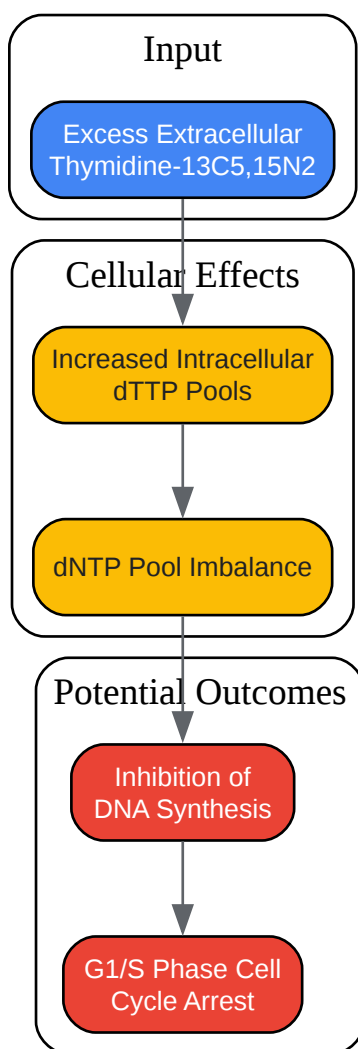 Input
Excess Extracellular
Thymidine-13C5,15N2
Cellular Effects
Increased Intracellular
dTTP Pools
dNTP Pool Imbalance
Potential Outcomes
Inhibition of
DNA Synthesis
G1/S Phase Cell
Cycle Arrest